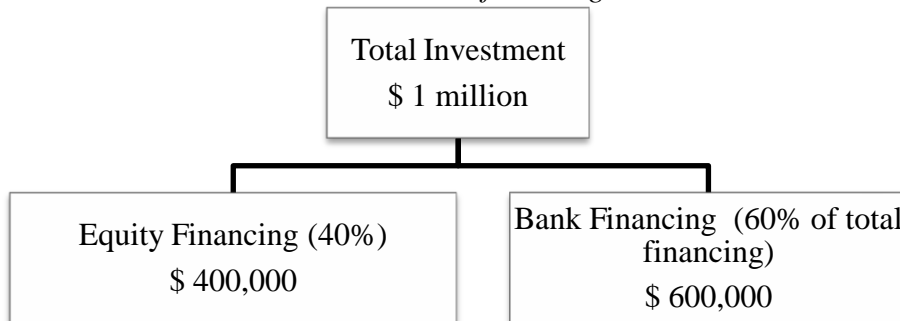 Total Investment
$ 1 million
Equity Financing (40%)
$ 400,000
Bank Financing (60% of total
financing)
$ 600,000